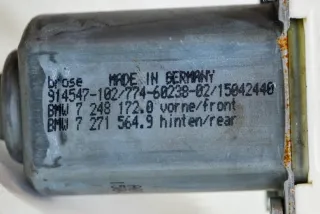 brose MADE IN GERMANY
914547-102/774-60238-02/15042440
BMW 7 248 172.0 vorne/front
BMW 7 271 564.9 hinten/rear